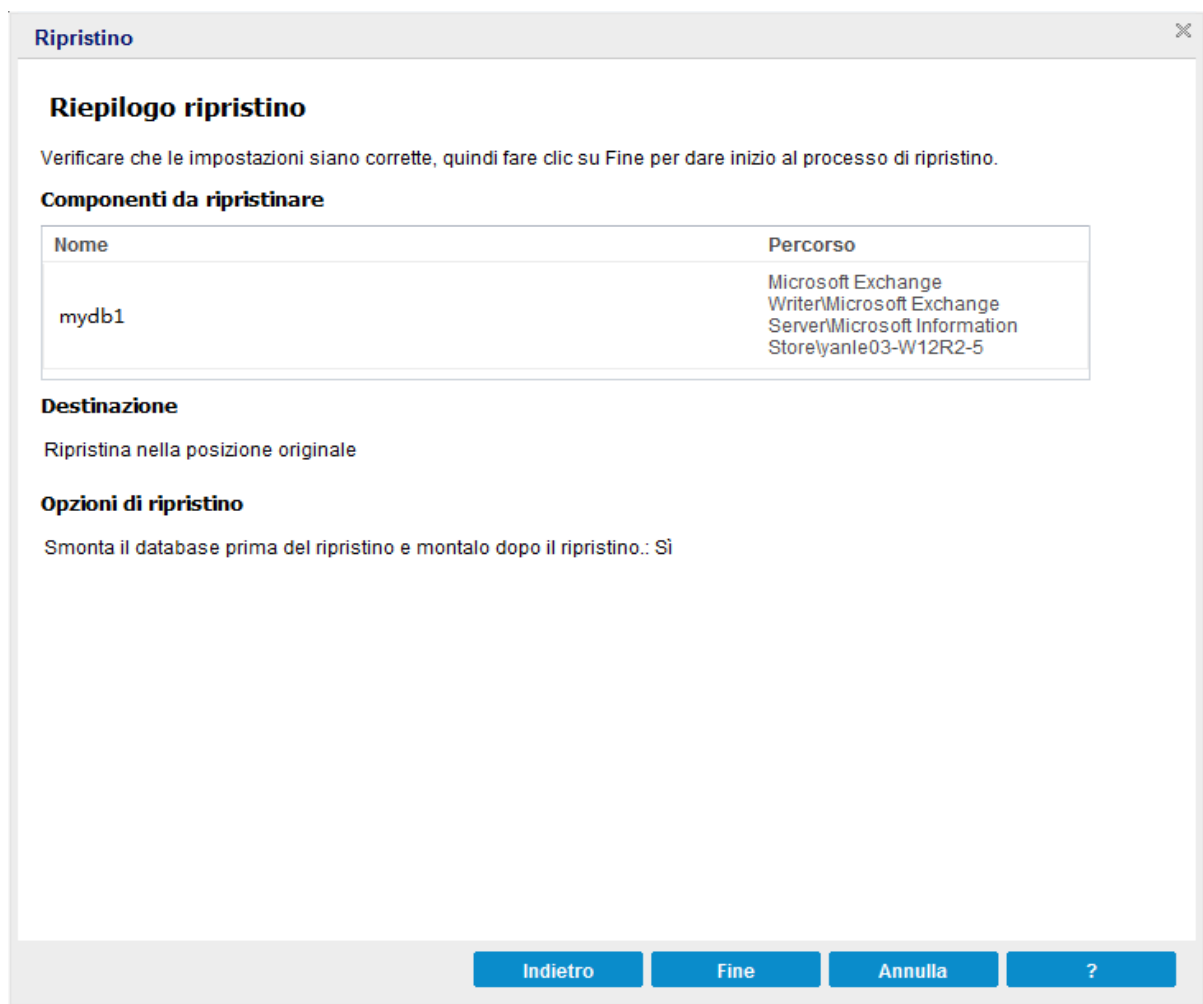 Ripristino
Riepilogo ripristino
Verificare che le impostazioni siano corrette, quindi fare clic su Fine per dare inizio al processo di ripristino.
Componenti da ripristinare
Nome Percorso
mydb1
Microsoft Exchange
Writer\Microsoft Exchange
Server\Microsoft Information
Store\yanle03-W12R2-5
Destinazione
Ripristina nella posizione originale
Opzioni di ripristino
Smonta il database prima del ripristino e montalo dopo il ripristino.: Sì
Indietro Fine Annulla ?